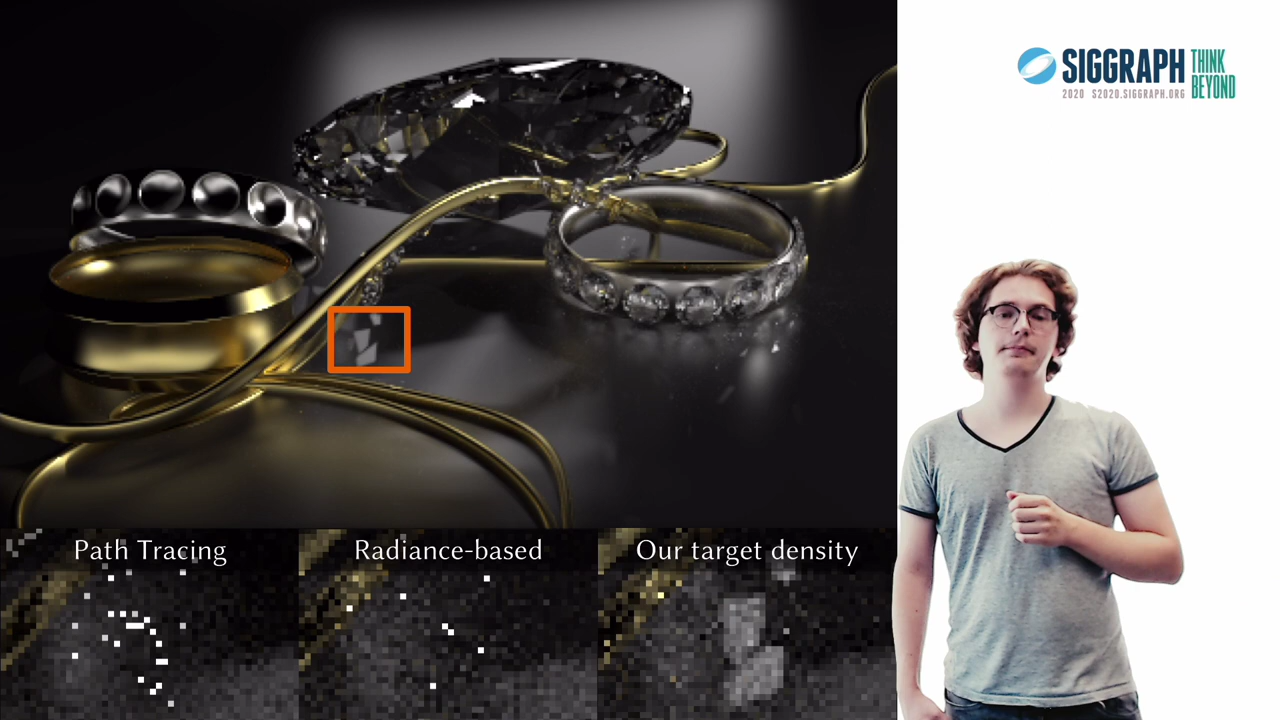 SIGGRAPH THINK
BEYOND
2020 S2020.SIGGRAPH.ORG
Path Tracing
Radiance-based
Our target density